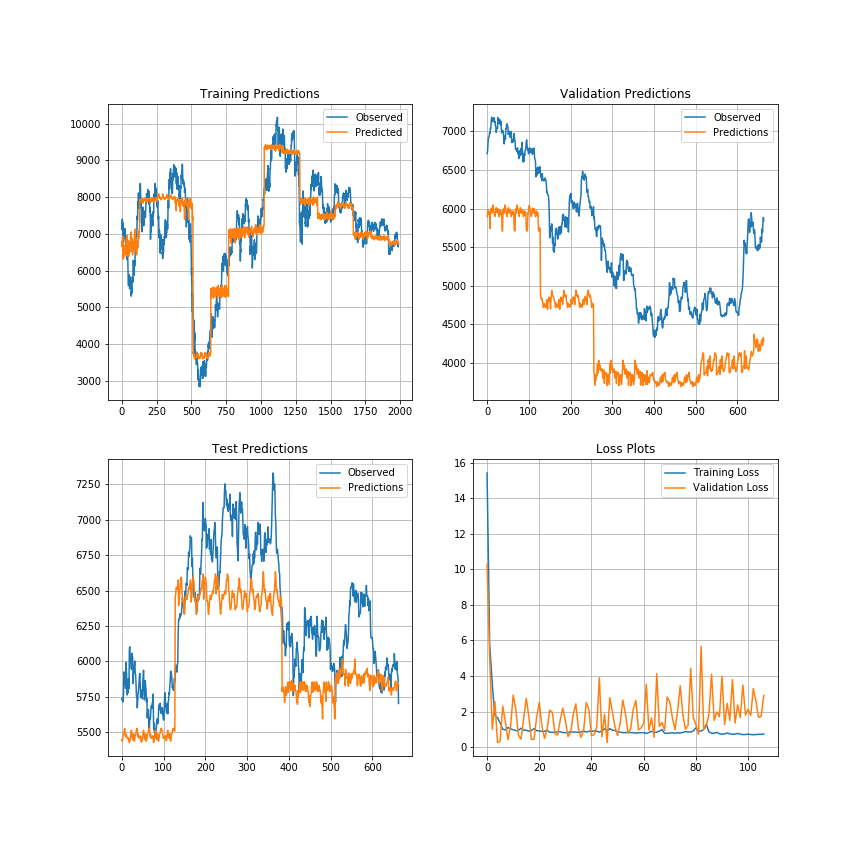 Training Predictions
Observed
Predicted
10000
9000
8000
7000
6000
5000
4000
3000
0 250 500 750 1000 1250 1500 1750 2000
Validation Predictions
Observed
Predictions
7000
6500
6000
5500
5000
4500
4000
0 100 200 300 400 500 600
Test Predictions
Observed
Predictions
7250
7000
6750
6500
6250
6000
5750
5500
0 100 200 300 400 500 600
Loss Plots
Training Loss
Validation Loss
16
14
12
10
8
6
4
2
0
0 20 40 60 80 100